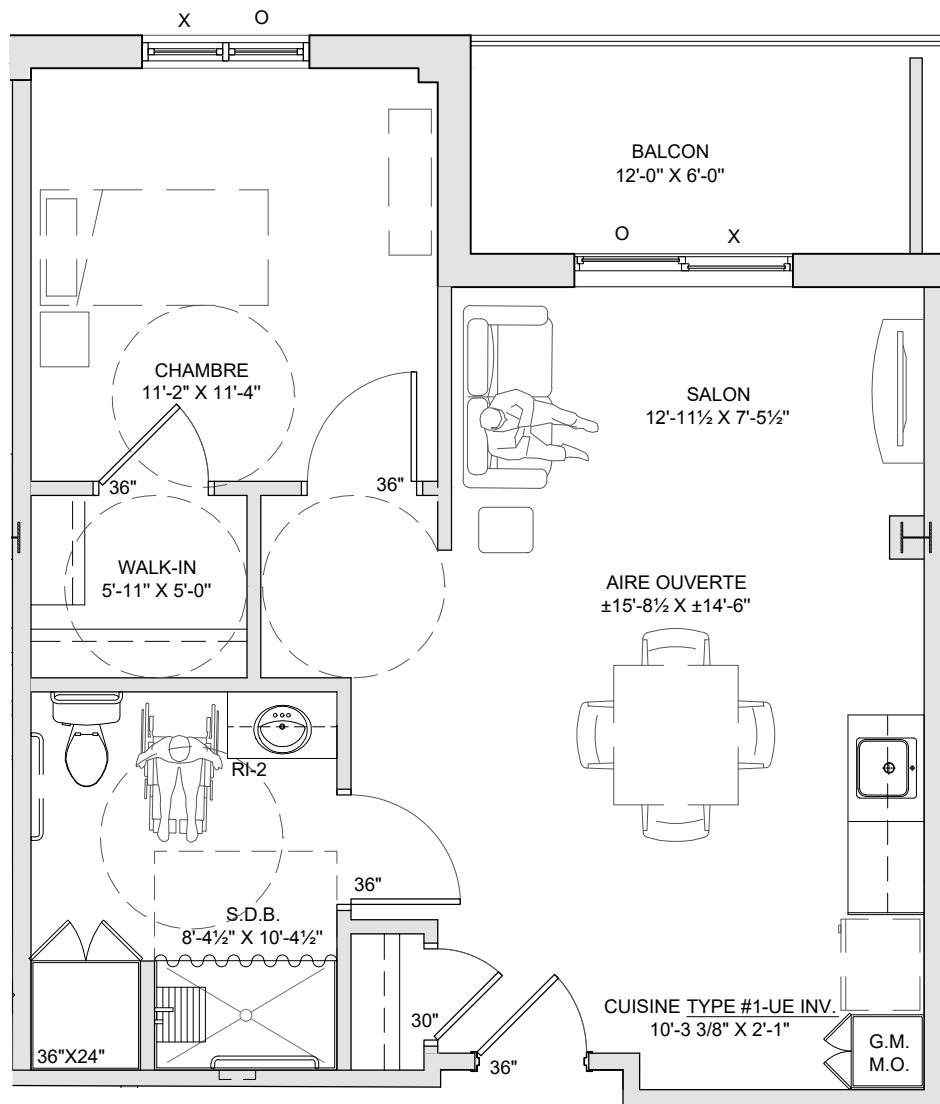 X
O
BALCON
12'-0" X 6'-0"
O
X
CHAMBRE
11'-2" X 11'-4"
SALON
12'-11½ X 7'-5½"
36"
36"
WALK-IN
5'-11" X 5'-0"
AIRE OUVERTE
±15'-8½ X ±14'-6"
RI-2
36"
S.D.B.
8'-4½" X 10'-4½"
30"
CUISINE TYPE #1-UE INV.
10'-3 3/8" X 2'-1"
36"X24"
36"
G.M.
M.O.